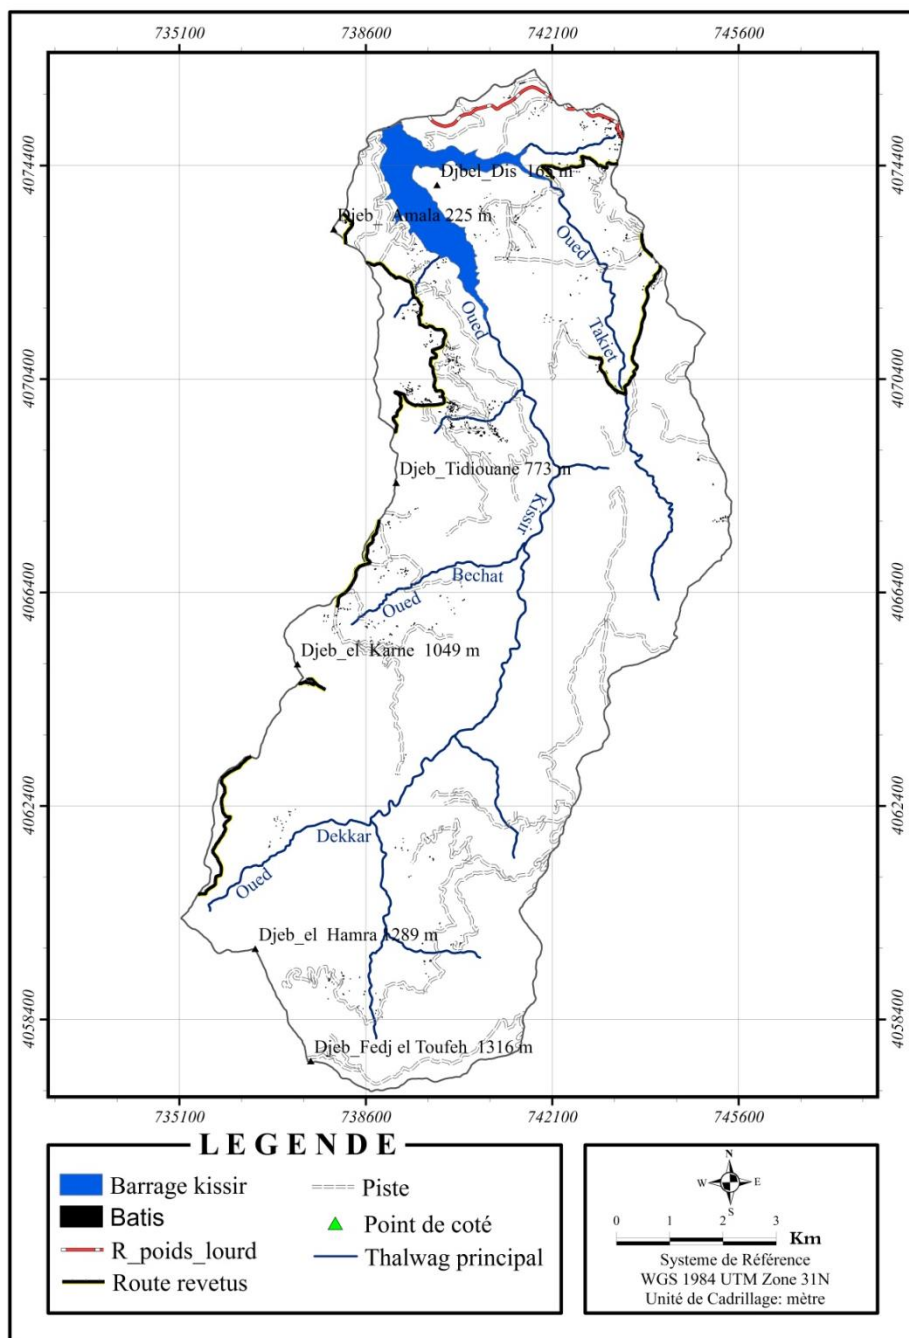 735100 738600 742100 745600
4074400 4074400
Djbel_Dis 165 m
Djeb_ Amala 225 m
Oued
Oued
Takiet
4070400 4070400
Djeb_Tidiouane 773 m
Kissir
Bechat
Oued
4066400 4066400
Djeb_el Karne 1049 m
4062400 4062400
Dekkar
Oued
Djeb_el Hamra 1289 m
4058400 4058400
Djeb_Fedj el Toufeh 1316 m
735100 738600 742100 745600
LEGENDE
Barrage kissir
Batis
R_poids_lourd
Route revetus
Piste
Point de coté
Thalwag principal
N
W E
S
0 1 2 3
Km
Systeme de Référence
WGS 1984 UTM Zone 31N
Unité de Cadrillage: mètre